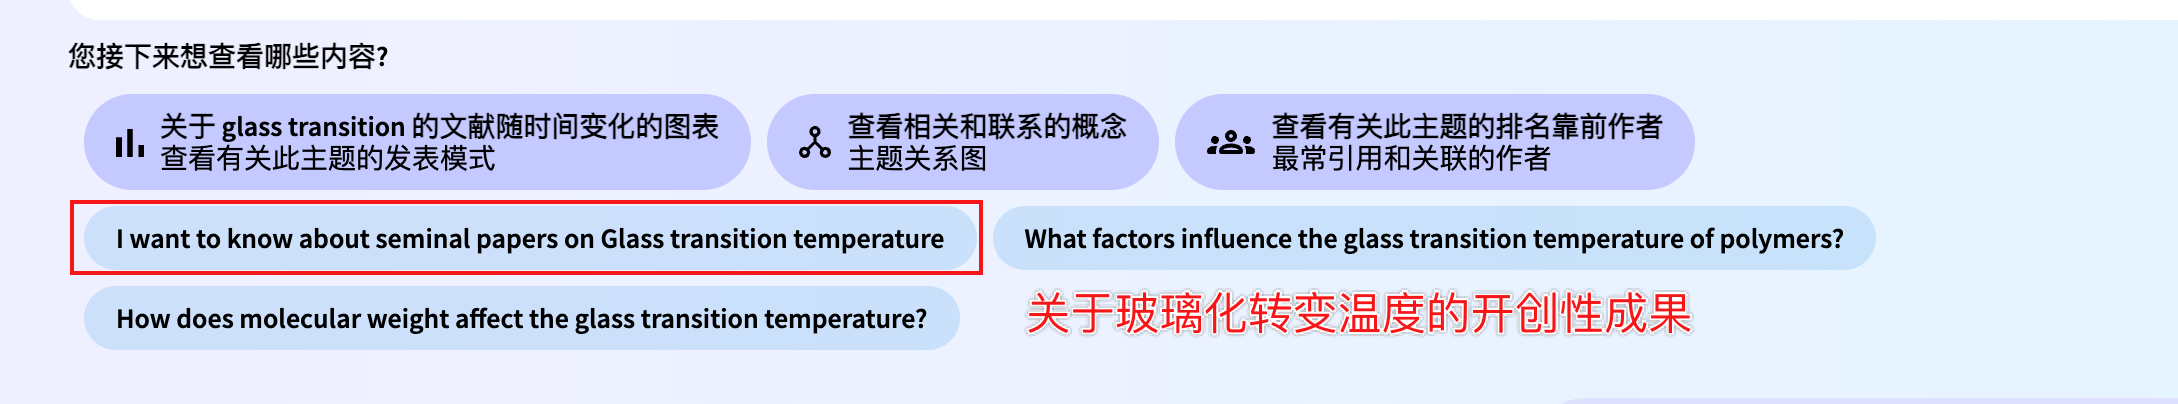 您接下来想查看哪些内容?
关于 glass transition 的文献随时间变化的图表
查看有关此主题的发表模式
查看相关和联系的概念
主题关系图
查看有关此主题的排名靠前作者
最常引用和关联的作者
I want to know about seminal papers on Glass transition temperature
What factors influence the glass transition temperature of polymers?
How does molecular weight affect the glass transition temperature?
关于玻璃化转变温度的开创性成果